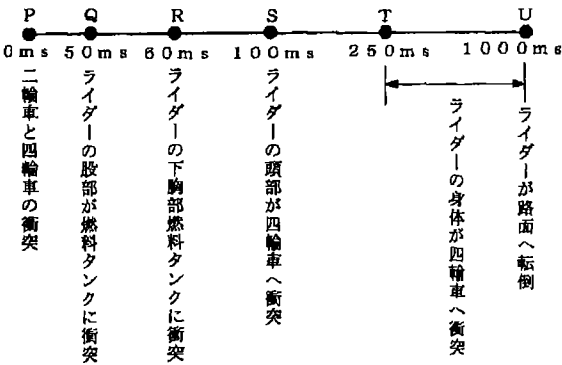 P Q R S T U
0ms 50ms 60ms 100ms 250ms 1000ms
二輪車と四輪車の衝突
ライダーの股部が燃料タンクに衝突
ライダーの下胸部燃料タンクに衝突
ライダーの頭部が四輪車へ衝突
ライダーの身体が四輪車へ衝突
ライダーが路面へ転倒